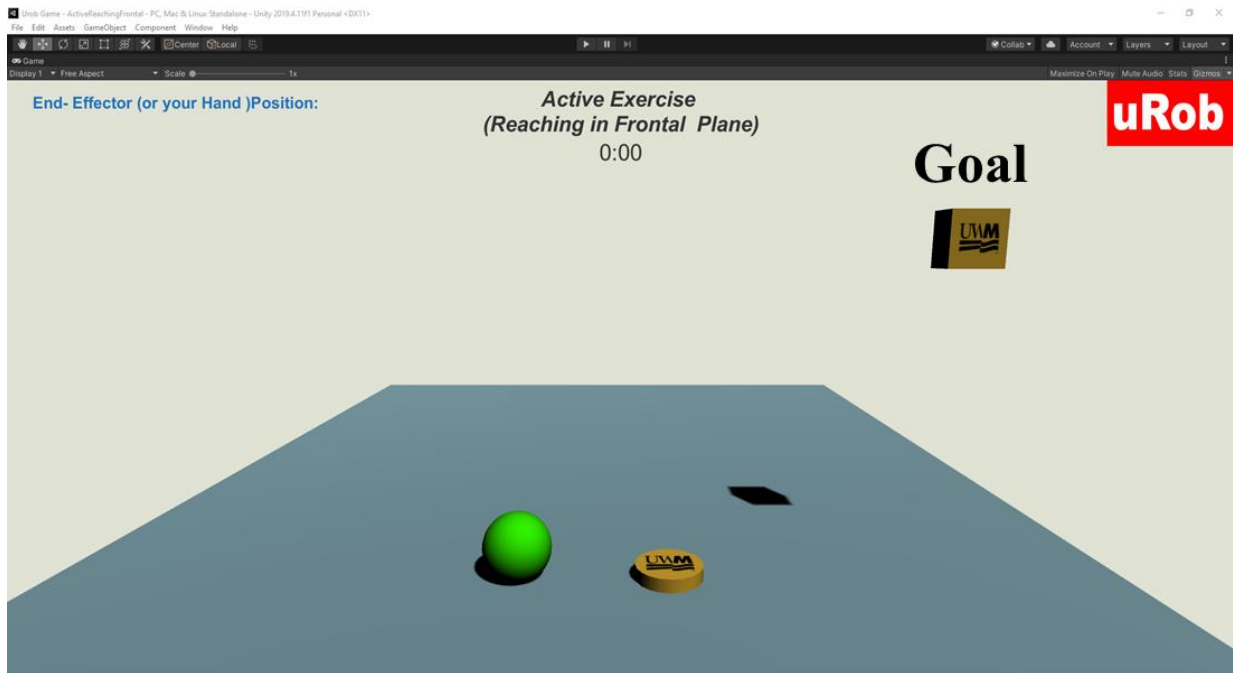 Urob Game - ActiveReachingFrontal - PC, Mac & Linux Standalone - Unity 2019.4.11f1 Personal <DX11>
File Edit Assets GameObject Component Window Help
Center Local Collab Account Layers Layout
Game
Display 1 Free Aspect Scale 1x Maximize On Play Mute Audio Stats Gizmos
End- Effector (or your Hand )Position:
Active Exercise
(Reaching in Frontal Plane)
0:00
uRob
Goal
UWM
UWM